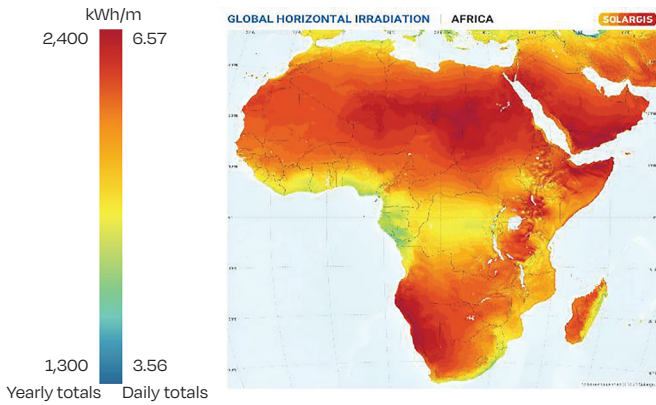 kWh/m
2,400 6.57
1,300 3.56
Yearly totals Daily totals
GLOBAL HORIZONTAL IRRADIATION | AFRICA
SOLARGIS